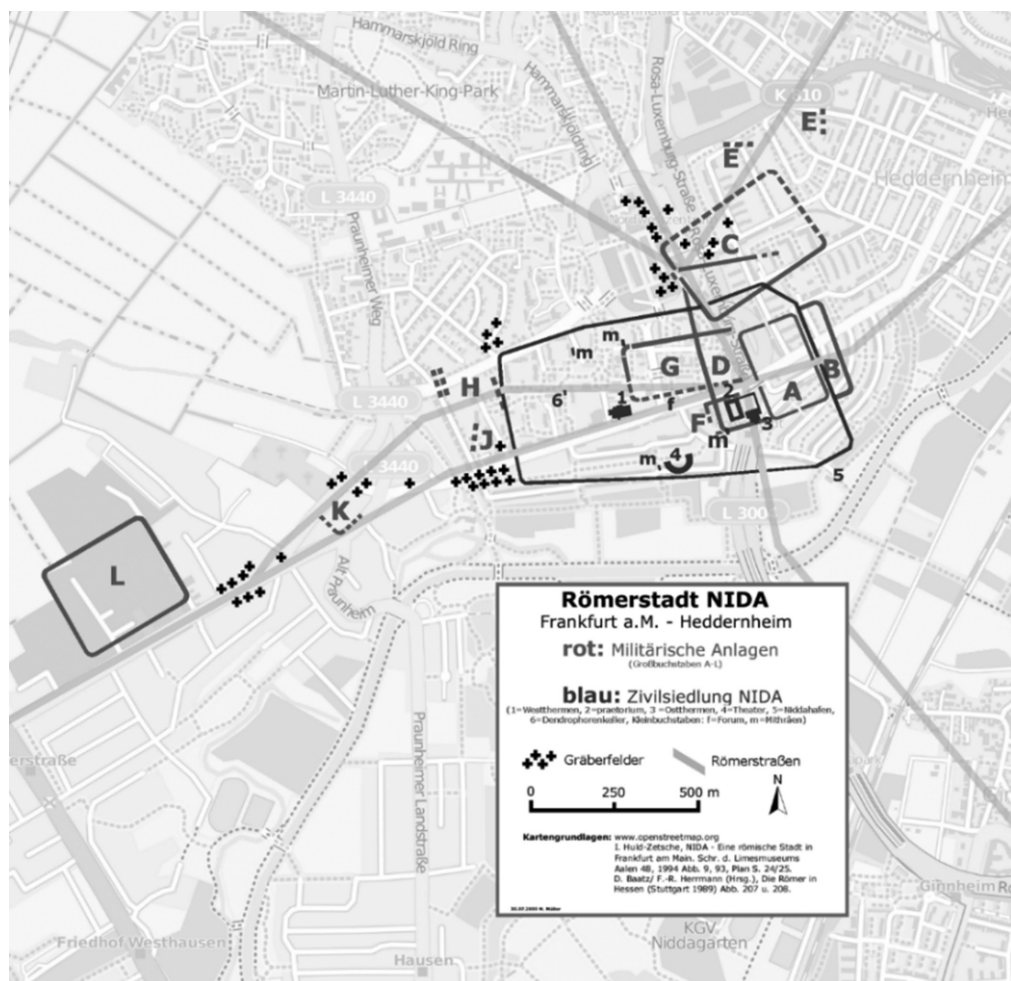 Hammarskjöld Ring
Martin-Luther-King-Park
Hammarskjöldring
Rosa-Luxemburg-Straße
K 810
E
E
Heddernheim
L 3440
Praunheimer Weg
C
m
m
G
D
B
H
L 3440
6
1
f
2
A
F
3
J
m
m
4
L 3440
5
K
L 300
L
Alt-Praunheim
Römerstadt NIDA
Frankfurt a.M. - Heddernheim
rot: Militärische Anlagen
(Großbuchstaben A-L)
blau: Zivilsiedlung NIDA
(1=Westthermen, 2=praetorium, 3 =Ostthermen, 4=Theater, 5=Niddahafen,
6=Dendrophorenkeller, Kleinbuchstaben: f=Forum, m=Mithräen)
Gräberfelder
Römerstraßen
N
0 250 500 m
Kartengrundlagen: www.openstreetmap.org
I. Huld-Zetsche, NIDA - Eine römische Stadt in
Frankfurt am Main. Schr. d. Limesmuseums
Aalen 48, 1994 Abb. 9, 93, Plan S. 24/25.
D. Baatz/ F.-R. Herrmann (Hrsg.), Die Römer in
Hessen (Stuttgart 1989) Abb. 207 u. 208.
Praunheimer Landstraße
erstraße
Ginnheim
Friedhof Westhausen
Hausen
KGV
Niddagarten